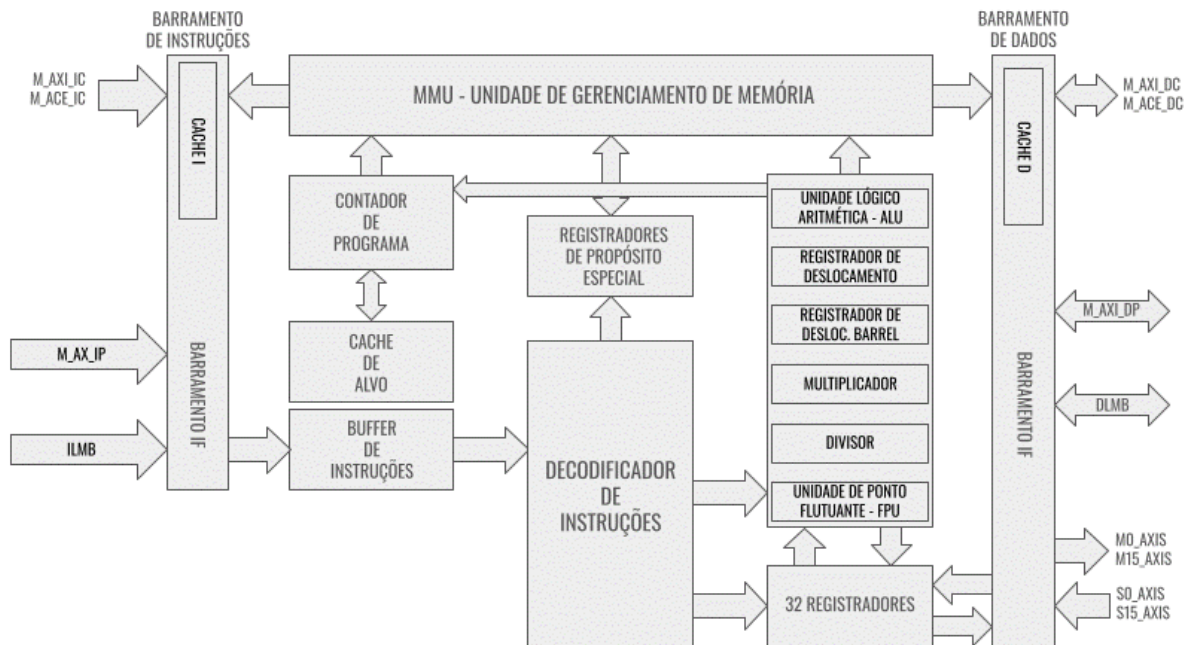 BARRAMENTO
DE INSTRUÇÕES
BARRAMENTO
DE DADOS
M_AXI_IC
M_ACE_IC
CACHE I
MMU - UNIDADE DE GERENCIAMENTO DE MEMÓRIA
CACHE D
M_AXI_DC
M_ACE_DC
CONTADOR
DE
PROGRAMA
REGISTRADORES
DE PROPÓSITO
ESPECIAL
UNIDADE LÓGICO
ARITMÉTICA - ALU
REGISTRADOR DE
DESLOCAMENTO
REGISTRADOR DE
DESLOC. BARREL
MULTIPLICADOR
DIVISOR
UNIDADE DE PONTO
FLUTUANTE - FPU
M_AXI_DP
M_AX_IP
BARRAMENTO IF
CACHE
DE
ALVO
BARRAMENTO IF
DLMB
ILMB
BUFFER
DE
INSTRUÇÕES
DECODIFICADOR
DE
INSTRUÇÕES
32 REGISTRADORES
M0_AXIS
M15_AXIS
S0_AXIS
S15_AXIS